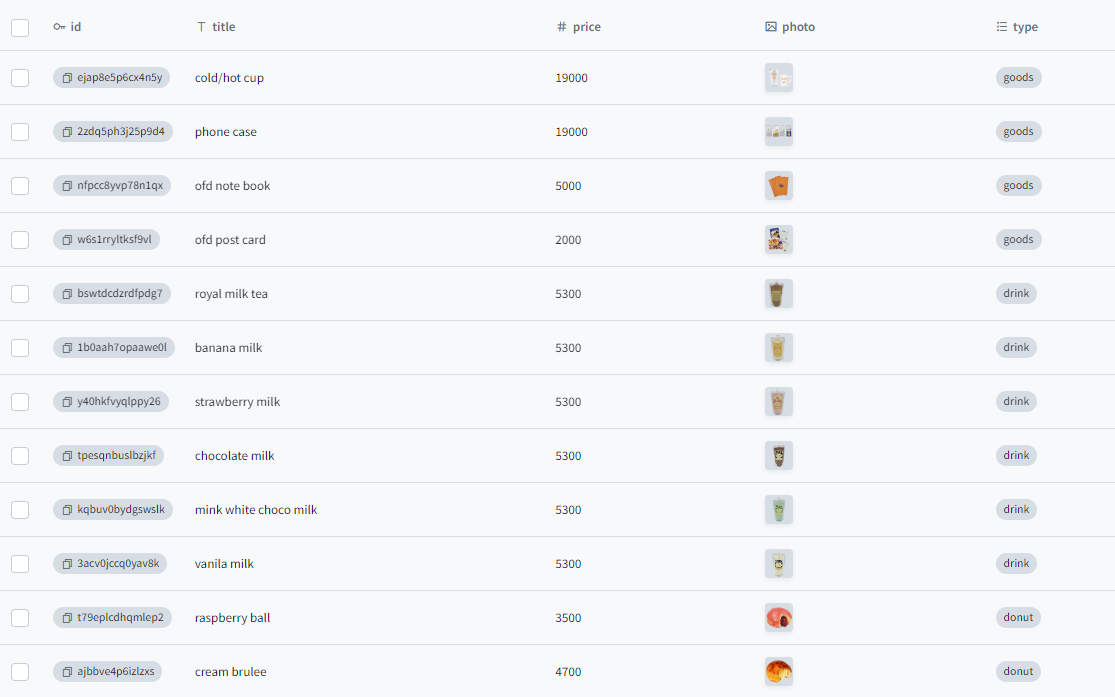 id title price photo type
ejap8e5p6cx4n5y cold/hot cup 19000 goods
2zdq5ph3j25p9d4 phone case 19000 goods
nfpcc8yvp78n1qx ofd note book 5000 goods
w6s1rryltksf9vl ofd post card 2000 goods
bswtdcdzrdfpdg7 royal milk tea 5300 drink
1b0aah7opaawe0l banana milk 5300 drink
y40hkfvyqlppy26 strawberry milk 5300 drink
tpesqnbuslbzjkf chocolate milk 5300 drink
kqbuv0bydgswslk mink white choco milk 5300 drink
3acv0jccq0yav8k vanila milk 5300 drink
t79eplcdhqmlep2 raspberry ball 3500 donut
ajbbve4p6izlzxs cream brulee 4700 donut